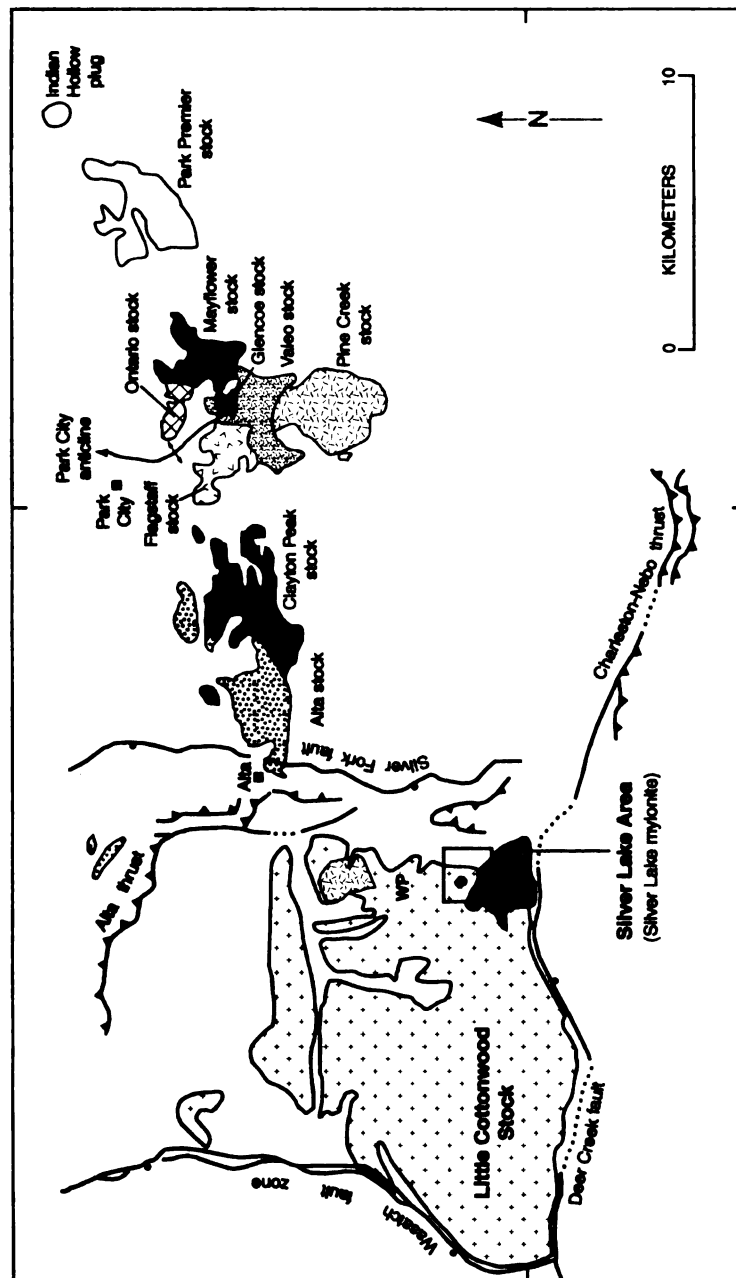 Indian
Hollow
plug
Park Premier
stock
Ontario stock
Mayflower
stock
Glencoe stock
Valeo stock
Pine Creek
stock
Park City
anticline
Park
City
Flagstaff
stock
Clayton Peak
stock
Alta stock
Alta
Silver Fork fault
Alta thrust
Charleston-Nebo thrust
WP
Silver Lake Area
(Silver Lake mylonite)
Little Cottonwood
Stock
Deer Creek fault
Wasatch
fault
zone
N
0
10
KILOMETERS